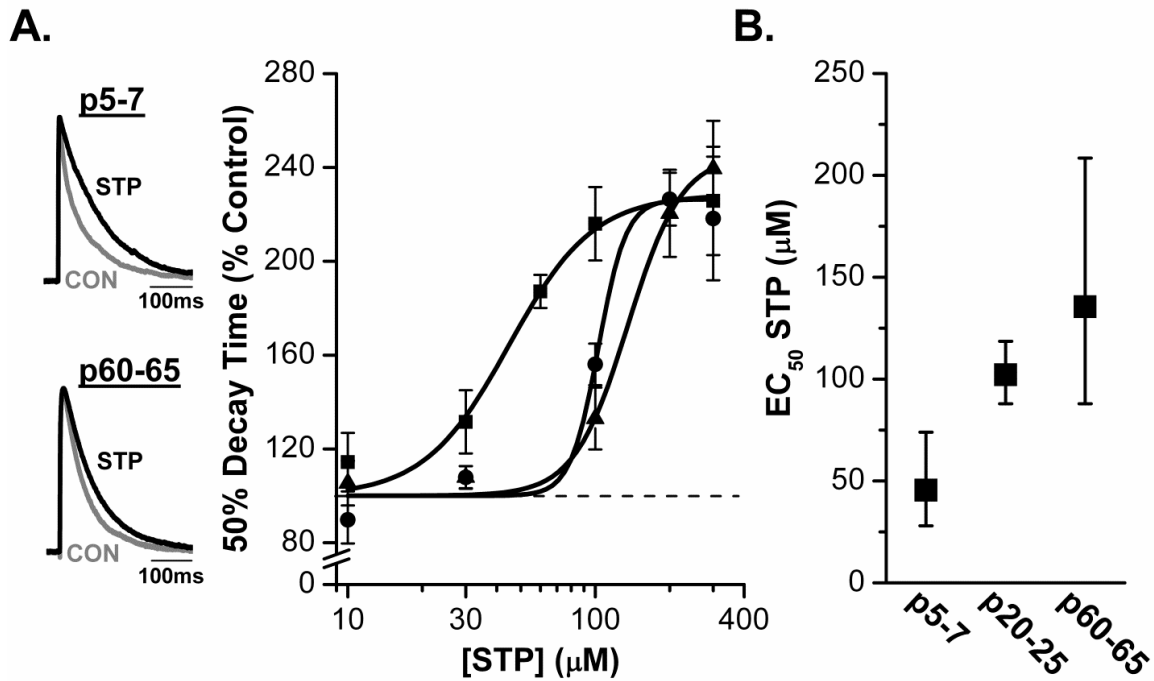 A.
p5-7
STP
CON
100ms
p60-65
STP
CON
100ms
50% Decay Time (% Control)
280
240
200
160
120
80
0
10
30
100
400
[STP] (μM)
B.
EC50 STP (μM)
250
200
150
100
50
0
p5-7
p20-25
p60-65